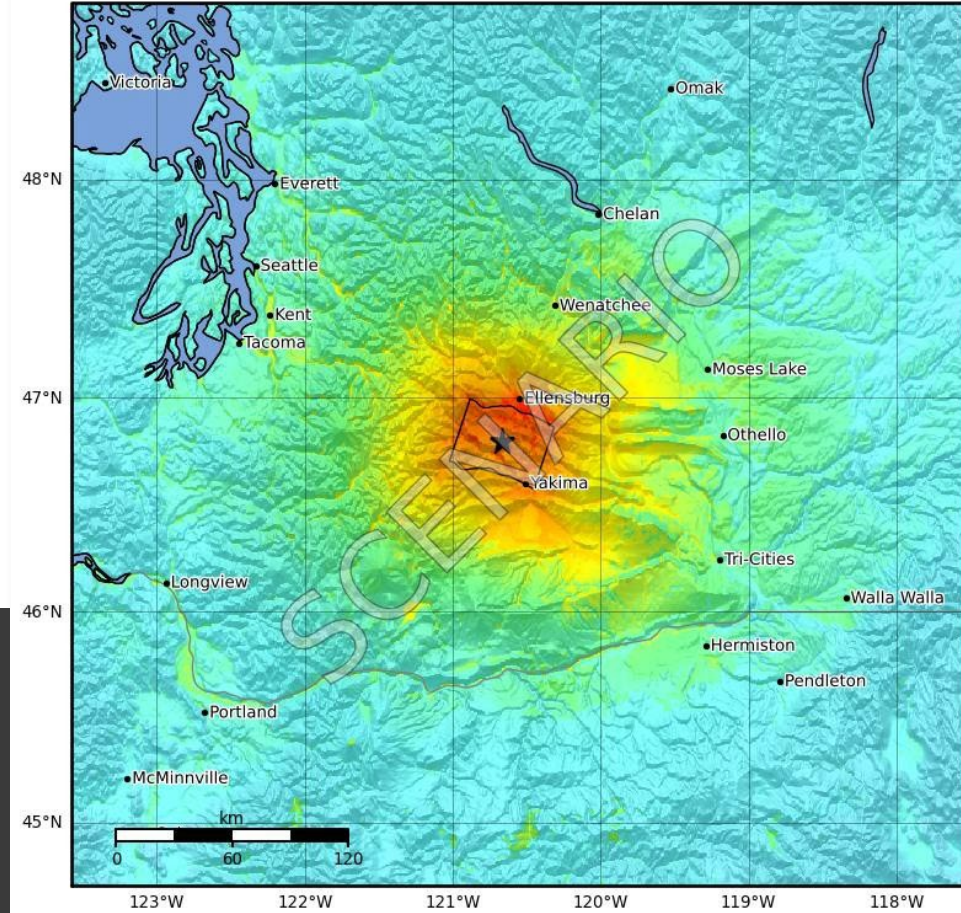 Victoria
Omak
48°N
Everett
Chelan
Seattle
Wenatchee
Kent
Tacoma
Moses Lake
47°N
Ellensburg
Othello
Yakima
SCENARIO
Tri-Cities
Longview
46°N
Walla Walla
Hermiston
Pendleton
Portland
McMinnville
45°N
km
0 60 120
123°W 122°W 121°W 120°W 119°W 118°W